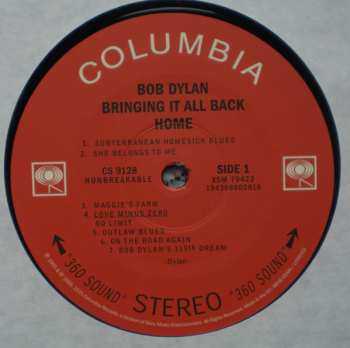 COLUMBIA
BOB DYLAN
BRINGING IT ALL BACK
HOME
1. SUBTERRANEAN HOMESICK BLUES
2. SHE BELONGS TO ME
CS 9128
NONBREAKABLE
SIDE 1
XSM 79423
3. MAGGIE'S FARM
4. LOVE MINUS ZERO
NO LIMIT
5. OUTLAW BLUES
6. ON THE ROAD AGAIN
7. BOB DYLAN'S 115th DREAM
-Dylan-
"360 SOUND" STEREO "360 SOUND"